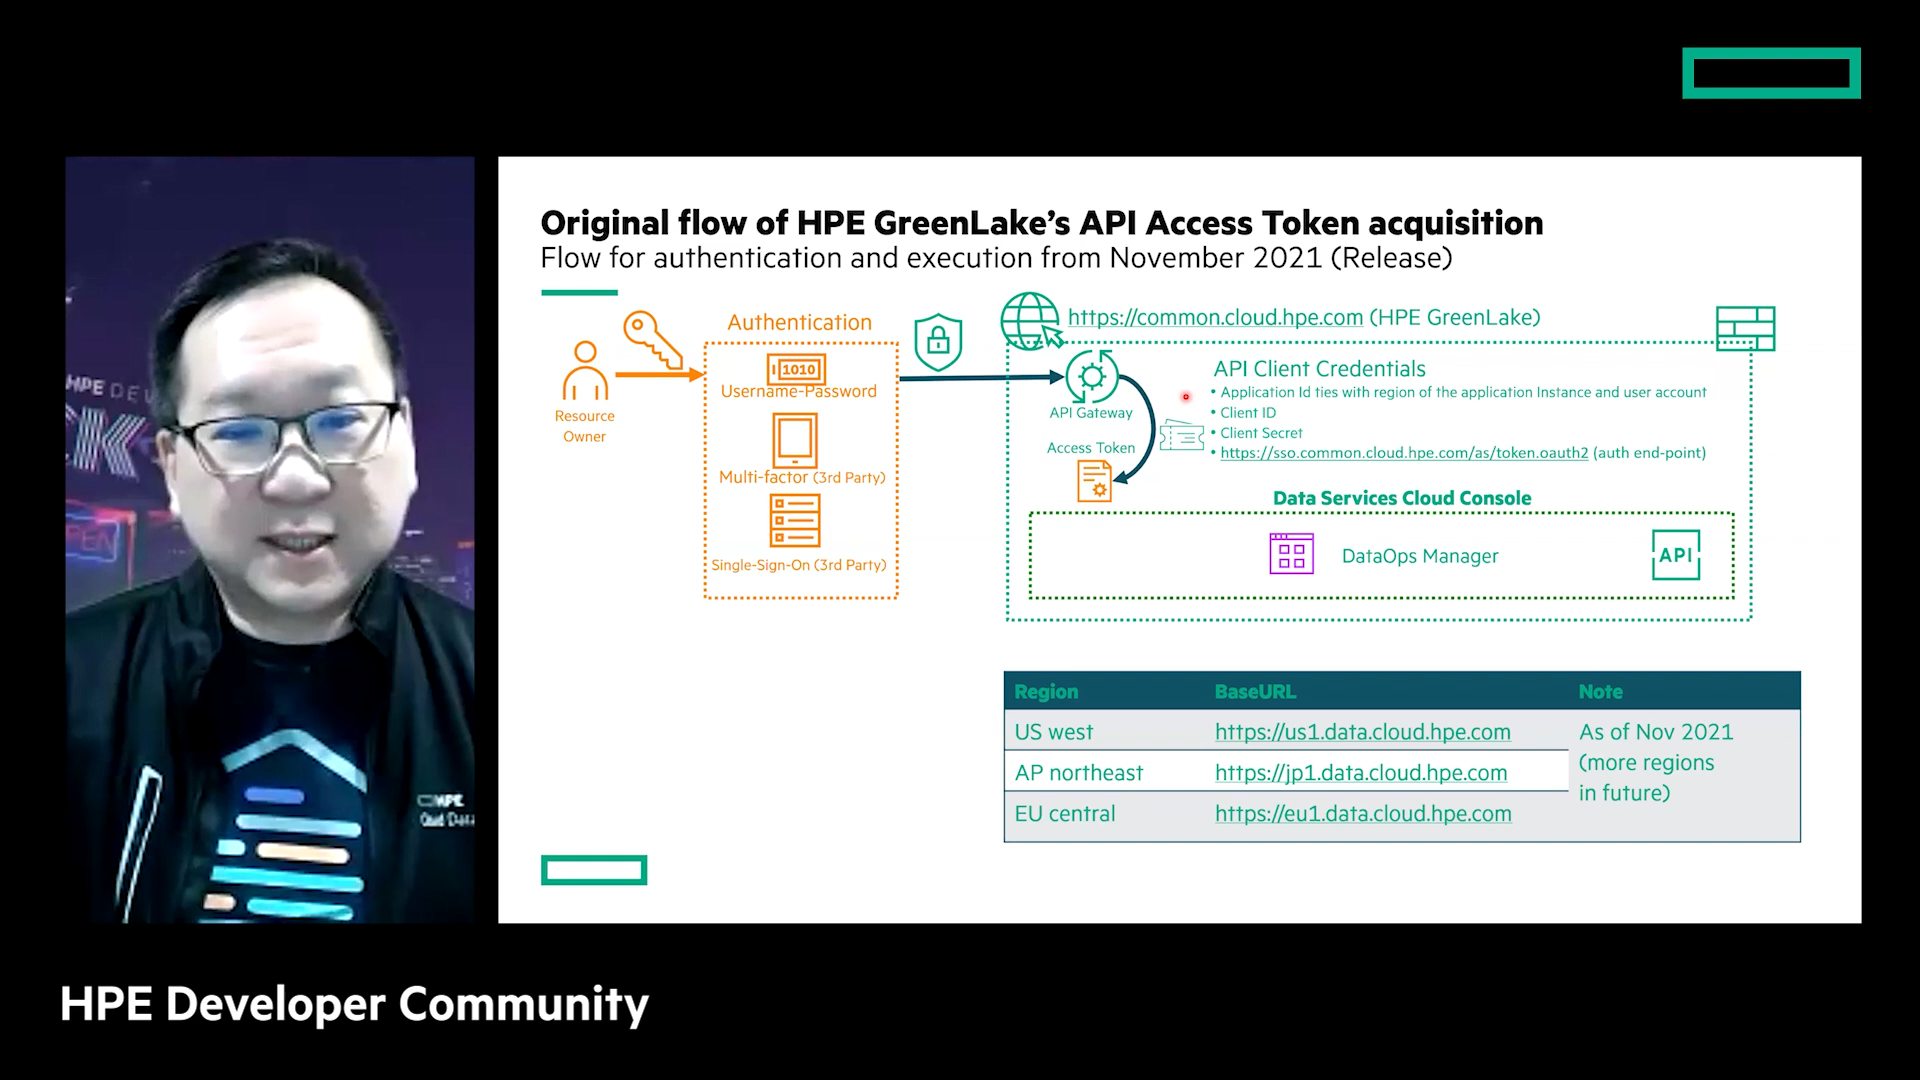 Original flow of HPE GreenLake’s API Access Token acquisition
Flow for authentication and execution from November 2021 (Release)
Resource
Owner
Authentication
1010
Username-Password
Multi-factor (3rd Party)
Single-Sign-On (3rd Party)
https://common.cloud.hpe.com (HPE GreenLake)
API Gateway
Access Token
API Client Credentials
• Application Id ties with region of the application Instance and user account
• Client ID
• Client Secret
• https://sso.common.cloud.hpe.com/as/token.oauth2 (auth end-point)
Data Services Cloud Console
DataOps Manager
API
Region BaseURL Note
US west https://us1.data.cloud.hpe.com As of Nov 2021
(more regions
AP northeast https://jp1.data.cloud.hpe.com
in future)
EU central https://eu1.data.cloud.hpe.com
HPE DEV
CK
OPEN
HPE
HPE Developer Community